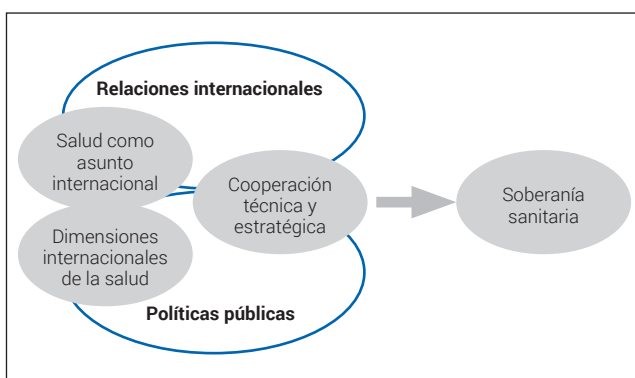 Relaciones internacionales
Salud como
asunto
internacional
Cooperación
técnica y
estratégica
Soberanía
sanitaria
Dimensiones
internacionales
de la salud
Políticas públicas